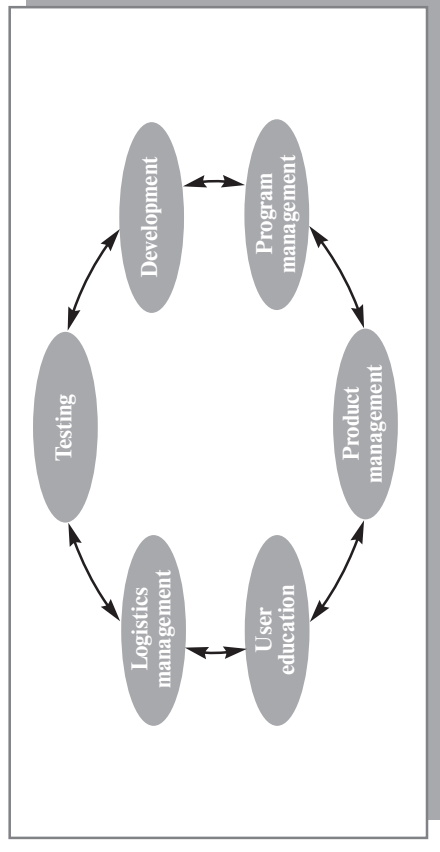 Testing
Logistics
management
Development
User
education
Program
management
Product
management